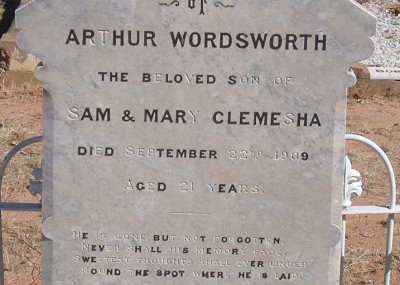 OF
ARTHUR WORDSWORTH
THE BELOVED SON OF
SAM & MARY CLEMESHA
DIED SEPTEMBER 22ND 1909
AGED 21 YEARS.
HE IS GONE BUT NOT FORGOTTEN,
NEVER SHALL HIS MEMORY FADE,
SWEETEST THOUGHTS SHALL EVER LINGER
ROUND THE SPOT WHERE HE IS LAID.